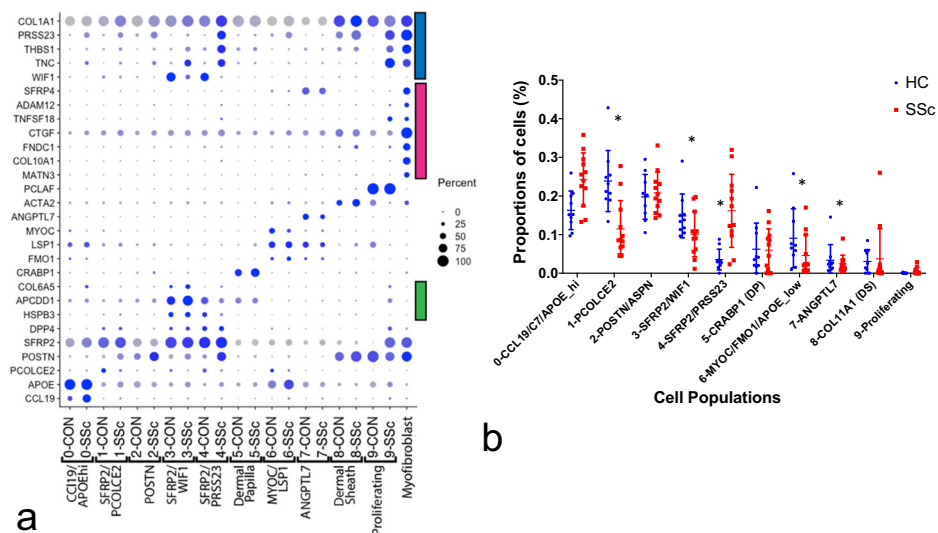 COL1A1
PRSS23
THBS1
TNC
WIF1
SFRP4
ADAM12
TNFSF18
CTGF
FNDC1
COL10A1
MATN3
PCLAF
ACTA2
ANGPTL7
MYOC
LSP1
FMO1
CRABP1
COL6A5
APCDD1
HSPB3
DPP4
SFRP2
POSTN
PCOLCE2
APOE
CCL19
Percent
0
25
50
75
100
0-CON
0-SSc
1-CON
1-SSc
2-CON
2-SSc
3-CON
3-SSc
4-CON
4-SSc
5-CON
5-SSc
6-CON
6-SSc
7-CON
7-SSc
8-CON
8-SSc
9-CON
9-SSc
Myofibroblast
CCl19/
APOEhi
SFRP2/
PCOLCE2
POSTN
SFRP2/
WIF1
SFRP2/
PRSS23
Dermal
Papilla
MYOC/
LSP1
ANGPTL7
Dermal
Sheath
Proliferating
a
Proportions of cells (%)
0.5
0.4
0.3
0.2
0.1
0.0
* * * * *
HC
SSc
0-CCL19/C7/APOE_hi
1-PCOLCE2
2-POSTN/ASPN
3-SFRP2/WIF1
4-SFRP2/PRSS23
5-CRABP1 (DP)
6-MYOC/FMO1/APOE_low
7-ANGPTL7
8-COL11A1 (DS)
9-Proliferating
Cell Populations
b